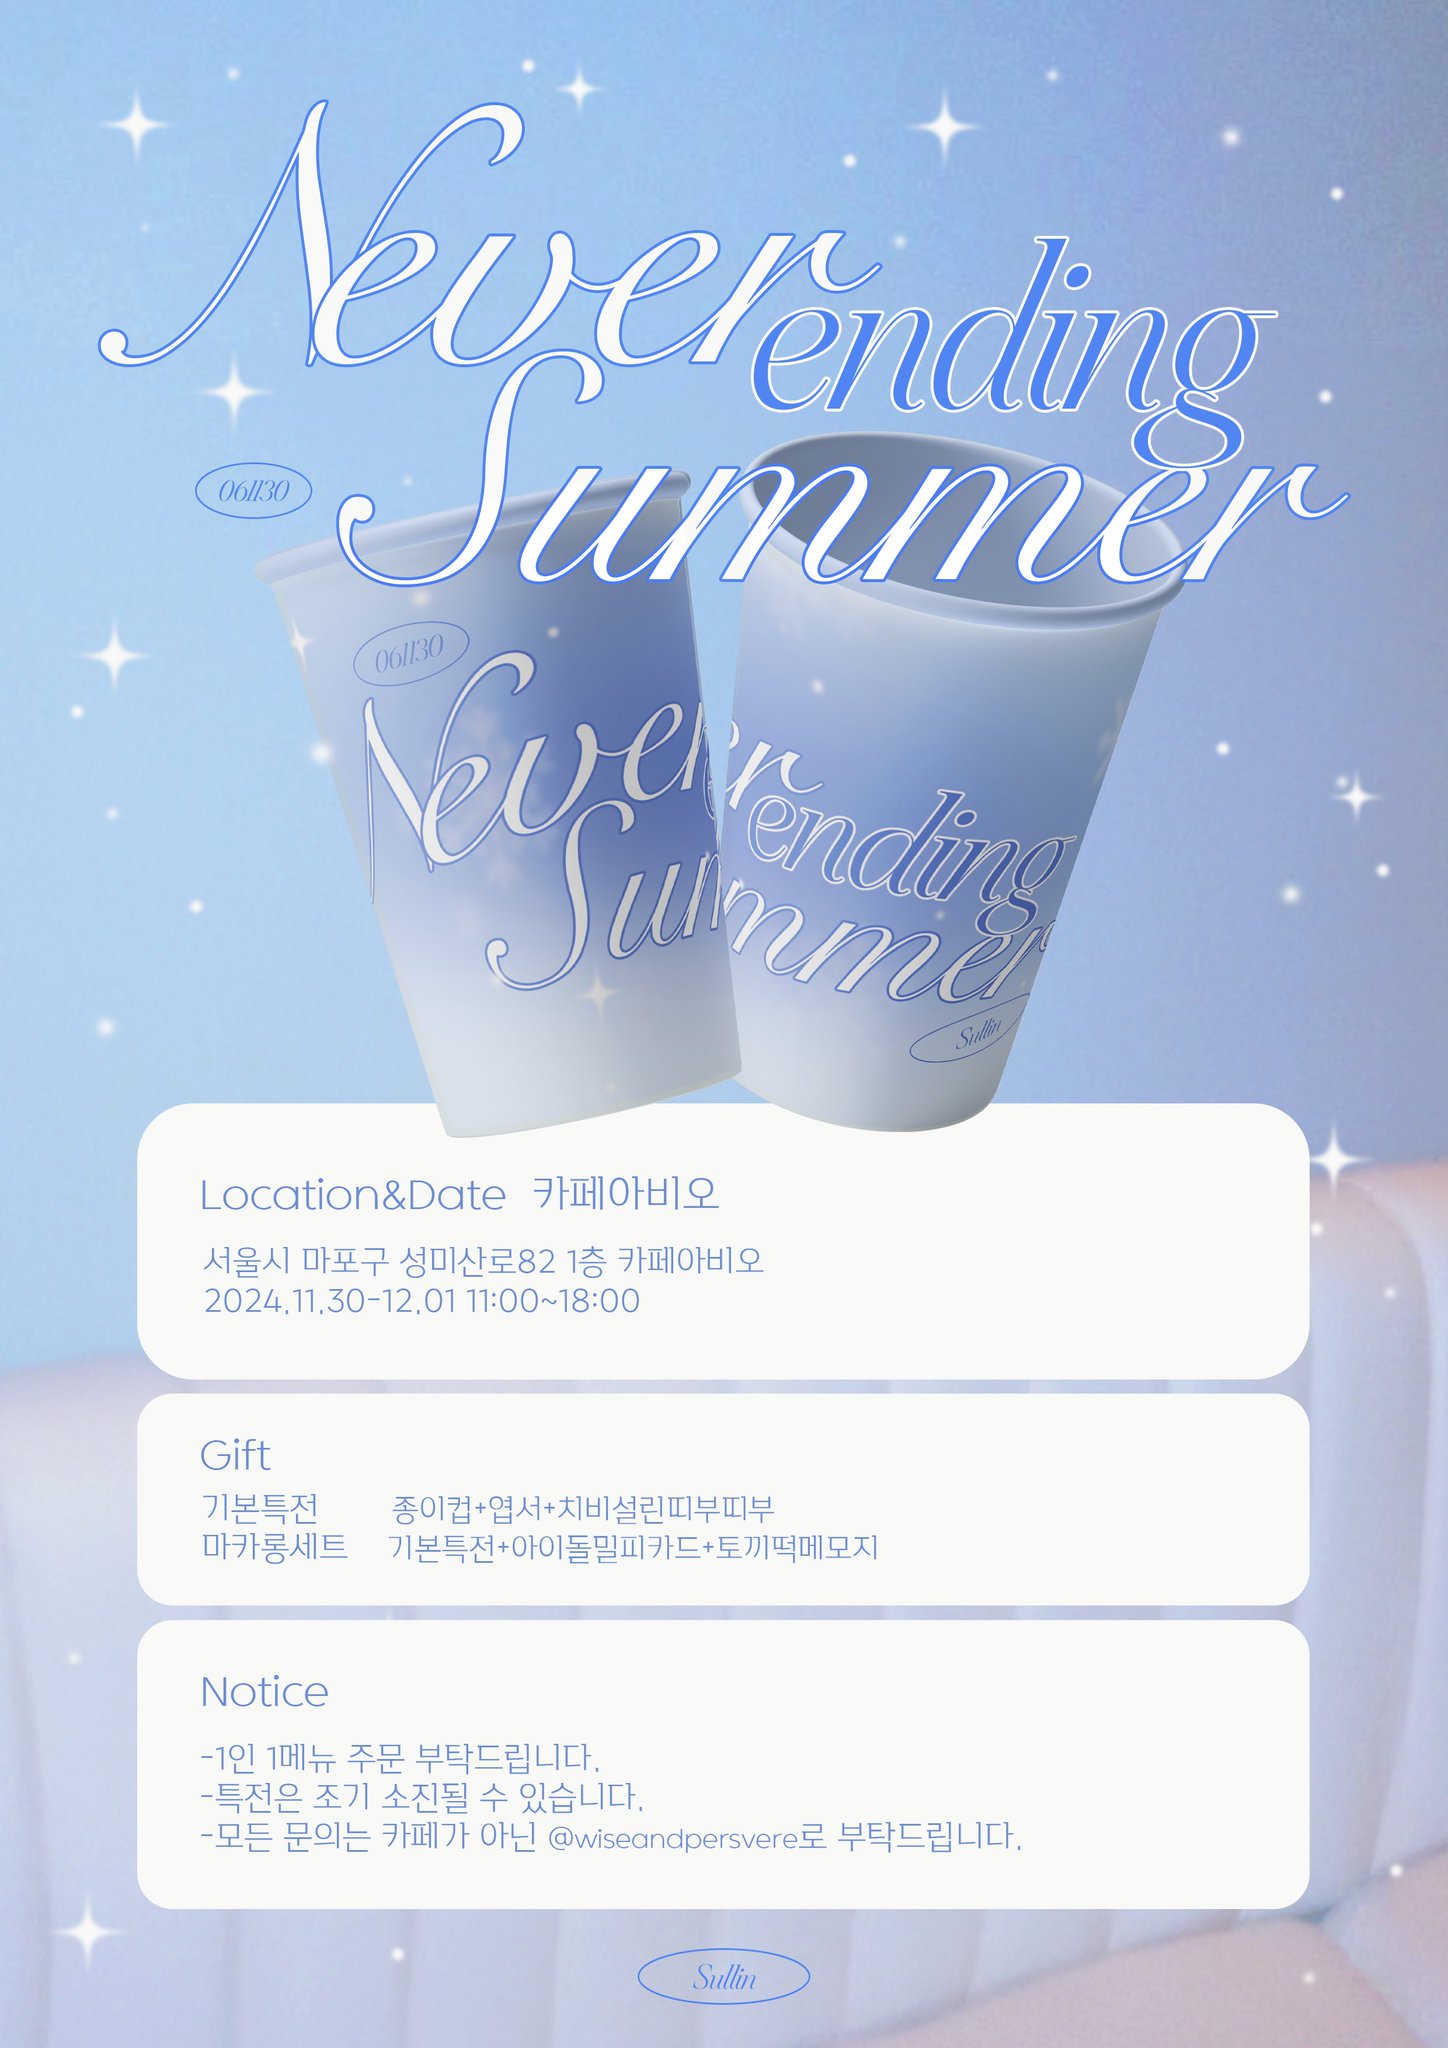 Never
ending
Summer
061130
061130
Never
Sum
er
ending
mmer
Sullin
Location&Date 카페아비오
서울시 마포구 성미산로82 1층 카페아비오
2024.11.30-12.01 11:00~18:00
Gift
기본특전 종이컵+엽서+치비설린띠부띠부
마카롱세트 기본특전+아이돌밀피카드+토끼떡메모지
Notice
-1인 1메뉴 주문 부탁드립니다.
-특전은 조기 소진될 수 있습니다.
-모든 문의는 카페가 아닌 @wiseandpersvere로 부탁드립니다.
Sullin